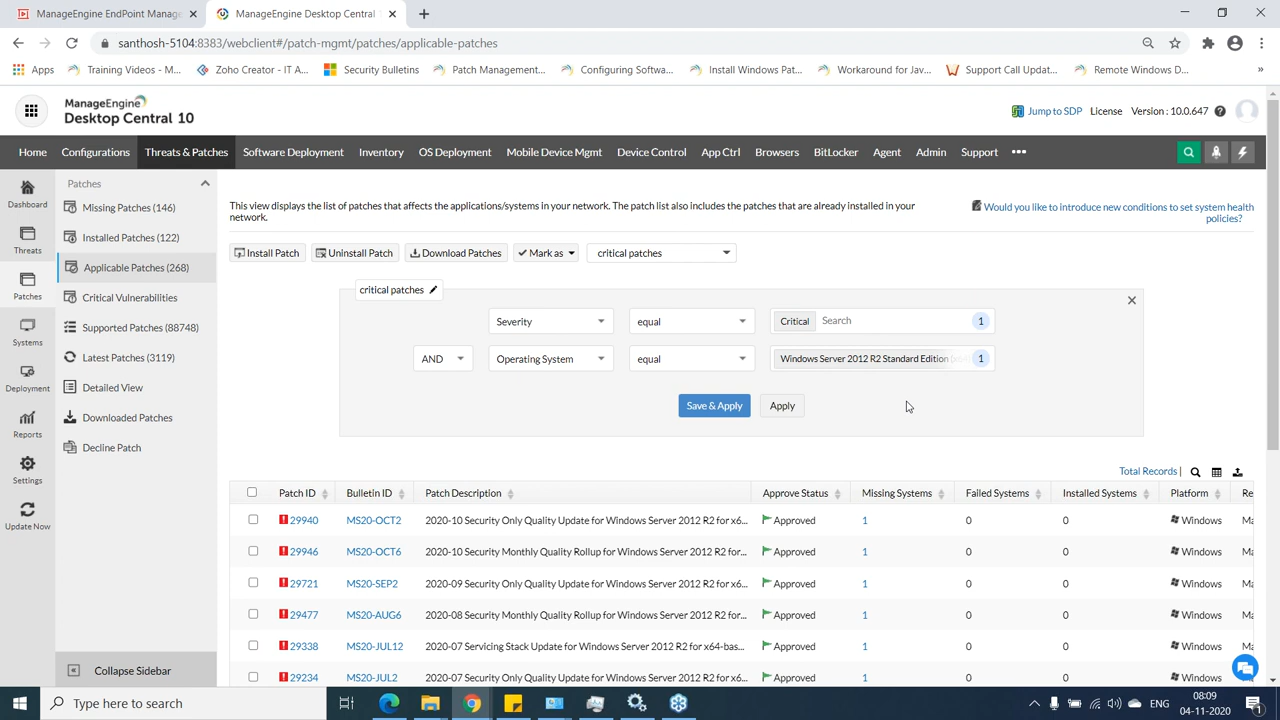 ManageEngine EndPoint Manage
ManageEngine Desktop Central 1
santhosh-5104:8383/webclient#/patch-mgmt/patches/applicable-patches
Apps
Training Videos - M...
Zoho Creator - IT A...
Security Bulletins
Patch Management...
Configuring Softwa...
Install Windows Pat...
Workaround for Jav...
Support Call Updat...
Remote Windows D...
ManageEngine
Desktop Central 10
Jump to SDP
License
Version : 10.0.647
Home
Configurations
Threats & Patches
Software Deployment
Inventory
OS Deployment
Mobile Device Mgmt
Device Control
App Ctrl
Browsers
BitLocker
Agent
Admin
Support
Dashboard
Threats
Patches
Systems
Deployment
Reports
Settings
Update Now
Patches
Missing Patches (146)
Installed Patches (122)
Applicable Patches (268)
Critical Vulnerabilities
Supported Patches (88748)
Latest Patches (3119)
Detailed View
Downloaded Patches
Decline Patch
Collapse Sidebar
This view displays the list of patches that affects the applications/systems in your network. The patch list also includes the patches that are already installed in your
network.
Would you like to introduce new conditions to set system health
policies?
Install Patch
Uninstall Patch
Download Patches
Mark as
critical patches
critical patches
Severity equal Critical Search 1
AND Operating System equal Windows Server 2012 R2 Standard Edition 1
Save & Apply
Apply
Total Records |
Patch ID Bulletin ID Patch Description Approve Status Missing Systems Failed Systems Installed Systems Platform Re
29940 MS20-OCT2 2020-10 Security Only Quality Update for Windows Server 2012 R2 for x6... Approved 1 0 0 Windows Ma
29946 MS20-OCT6 2020-10 Security Monthly Quality Rollup for Windows Server 2012 R2 for... Approved 1 0 0 Windows Ma
29721 MS20-SEP2 2020-09 Security Only Quality Update for Windows Server 2012 R2 for x6... Approved 1 0 0 Windows Ma
29477 MS20-AUG6 2020-08 Security Monthly Quality Rollup for Windows Server 2012 R2 for... Approved 1 0 0 Windows Ma
29338 MS20-JUL12 2020-07 Servicing Stack Update for Windows Server 2012 R2 for x64-bas... Approved 1 0 0 Windows Ma
29234 MS20-JUL2 2020-07 Security Only Quality Update for Windows Server 2012 R2 for x6... Approved 1 0 0 Windows Ma
Type here to search
ENG
08:09
04-11-2020
1